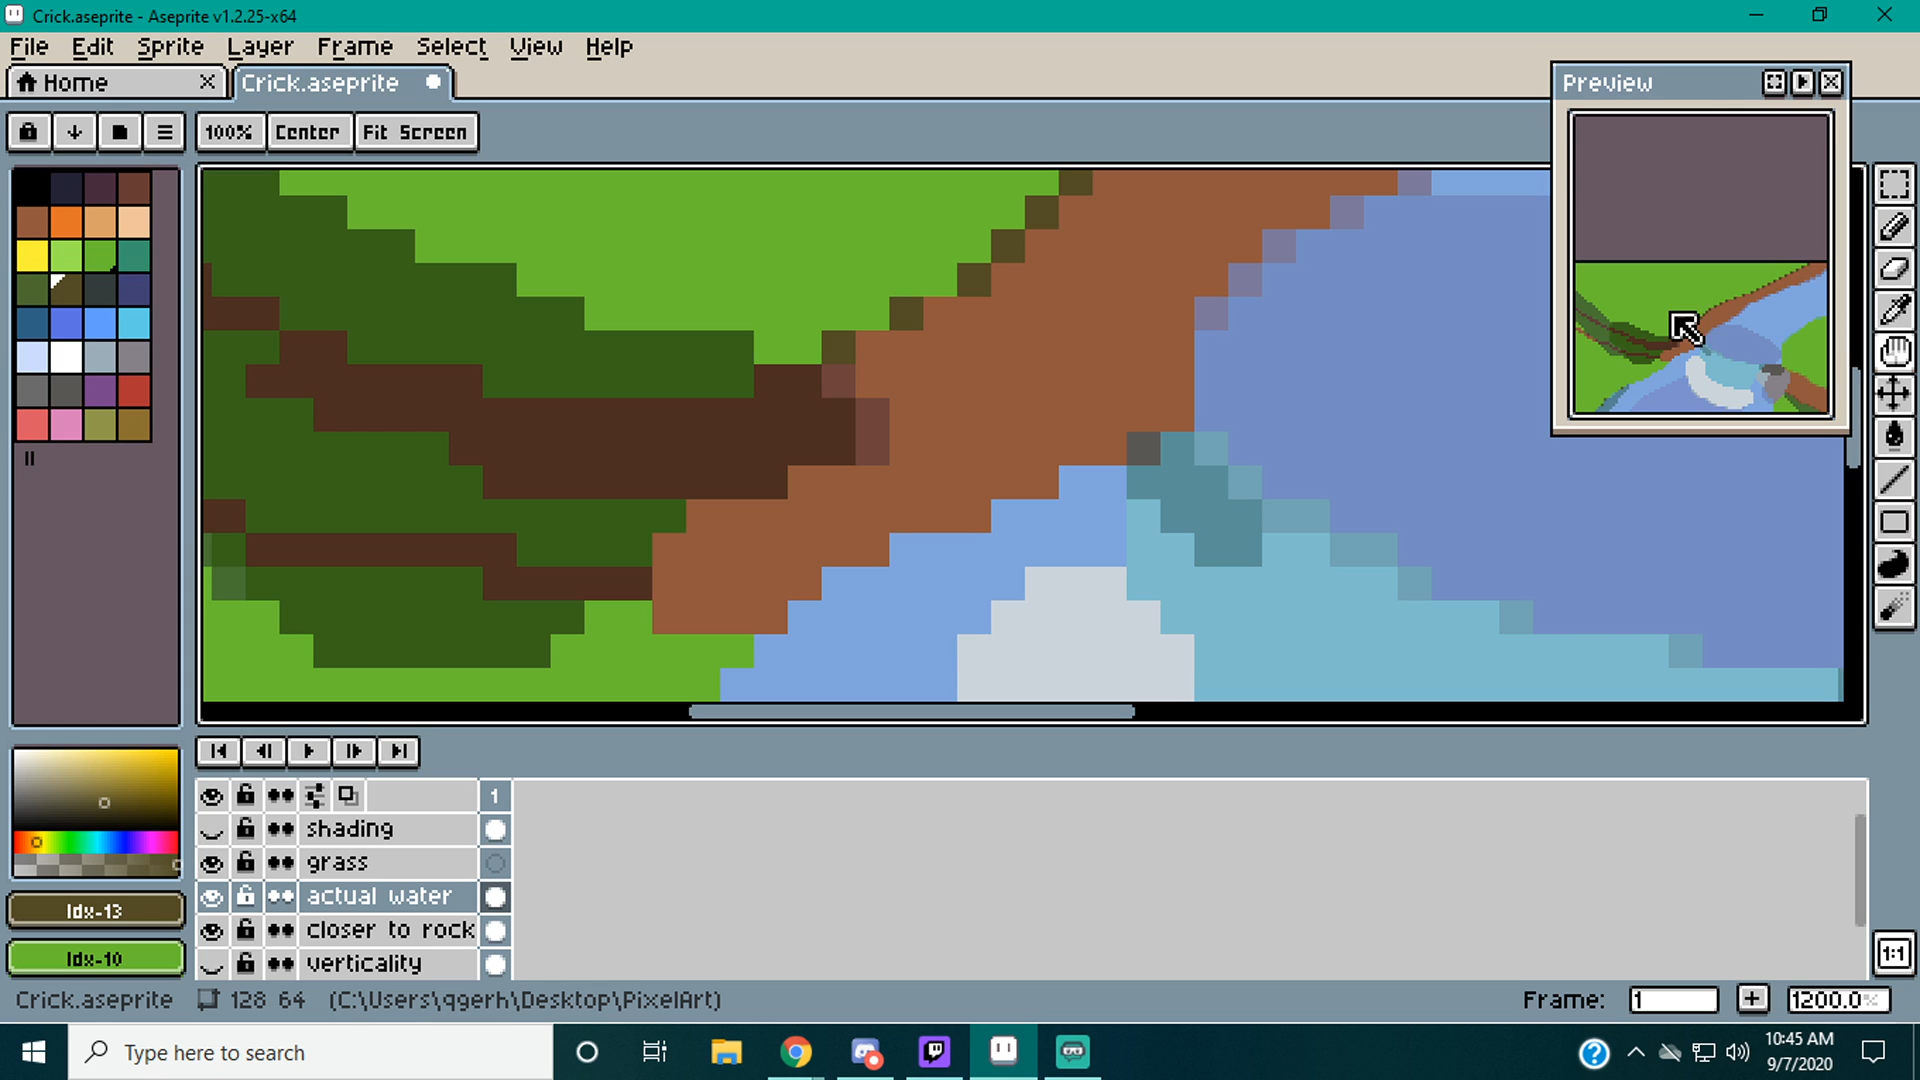 Crick.aseprite - Aseprite v1.2.25-x64
File Edit Sprite Layer Frame Select View Help
Home
Crick.aseprite
Preview
100% Center Fit Screen
1
shading
grass
actual water
closer to rock
verticality
Idx-13
Idx-10
1:1
Crick.aseprite 128 64 (C:\Users\qgerh\Desktop\PixelArt)
Frame: 1 + 1200.0%
Type here to search
10:45 AM
9/7/2020